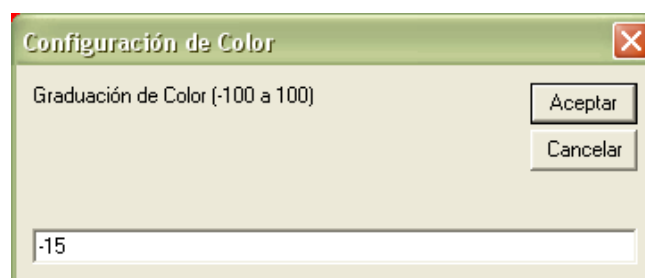 Configuración de Color
Graduación de Color (-100 a 100)
Aceptar
Cancelar
-15